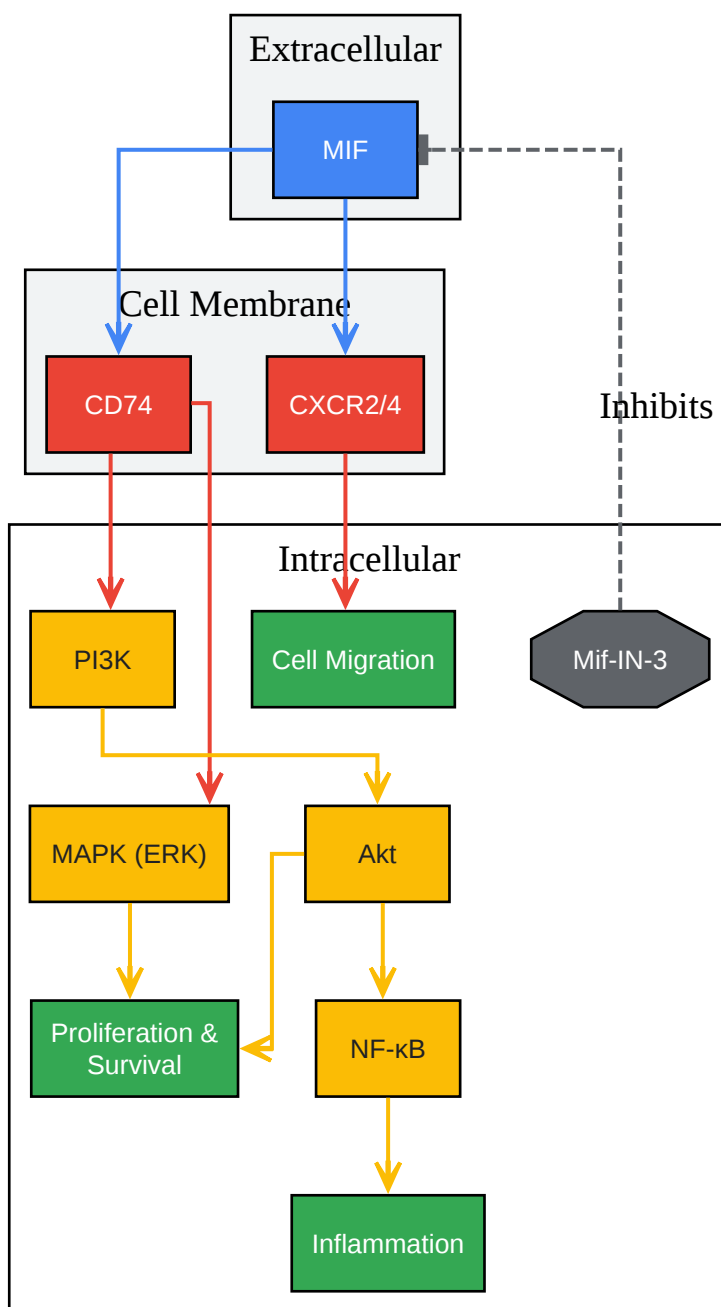 Extracellular
MIF
Cell Membrane
CD74
CXCR2/4
Inhibits
Intracellular
PI3K
Cell Migration
Mif-IN-3
MAPK (ERK)
Akt
Proliferation &
Survival
NF-κB
Inflammation